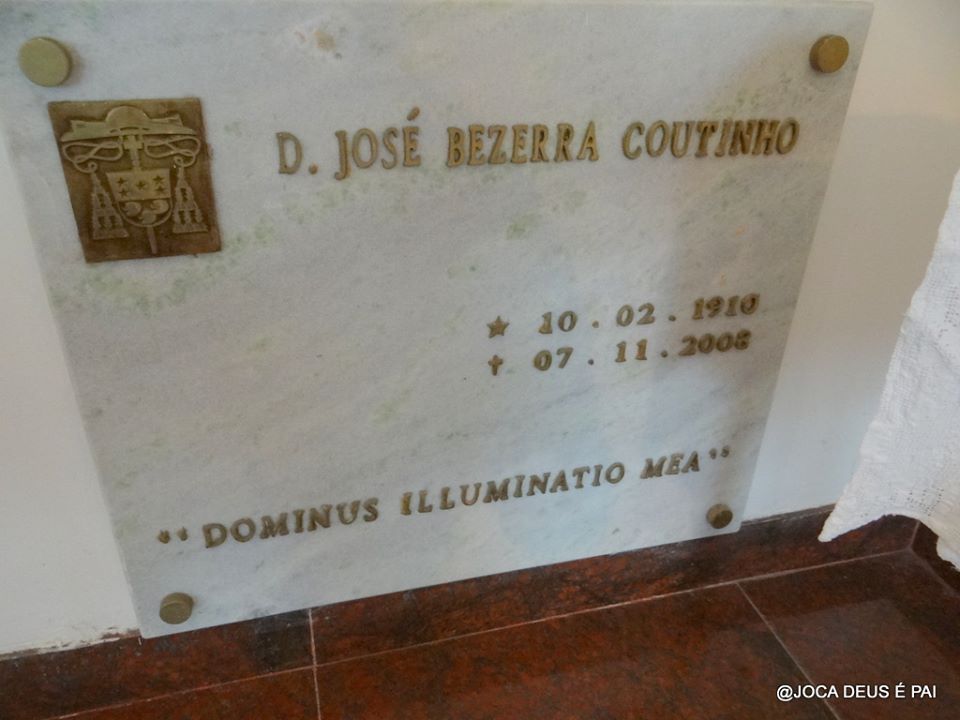 D. JOSÉ BEZERRA COUTINHO
★ 10 . 02 . 1910
✝ 07 . 11 . 2008
“DOMINUS ILLUMINATIO MEA”
@JOCA DEUS É PAI